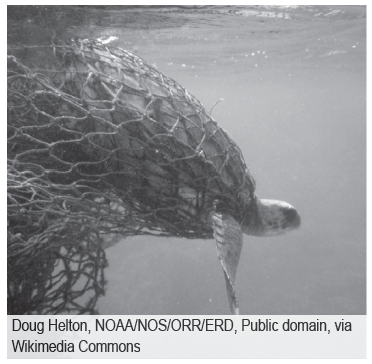 Doug Helton, NOAA/NOS/ORR/ERD, Public domain, via
Wikimedia Commons